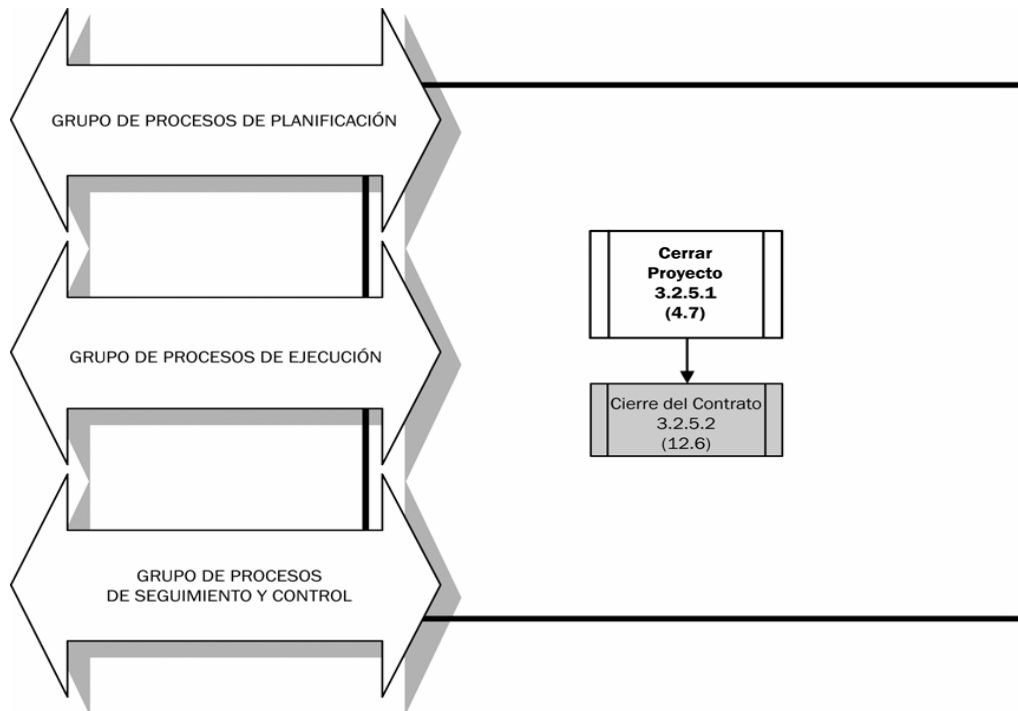 GRUPO DE PROCESOS DE PLANIFICACIÓN
Cerrar
Proyecto
3.2.5.1
(4.7)
GRUPO DE PROCESOS DE EJECUCIÓN
Cierre del Contrato
3.2.5.2
(12.6)
GRUPO DE PROCESOS
DE SEGUIMIENTO Y CONTROL